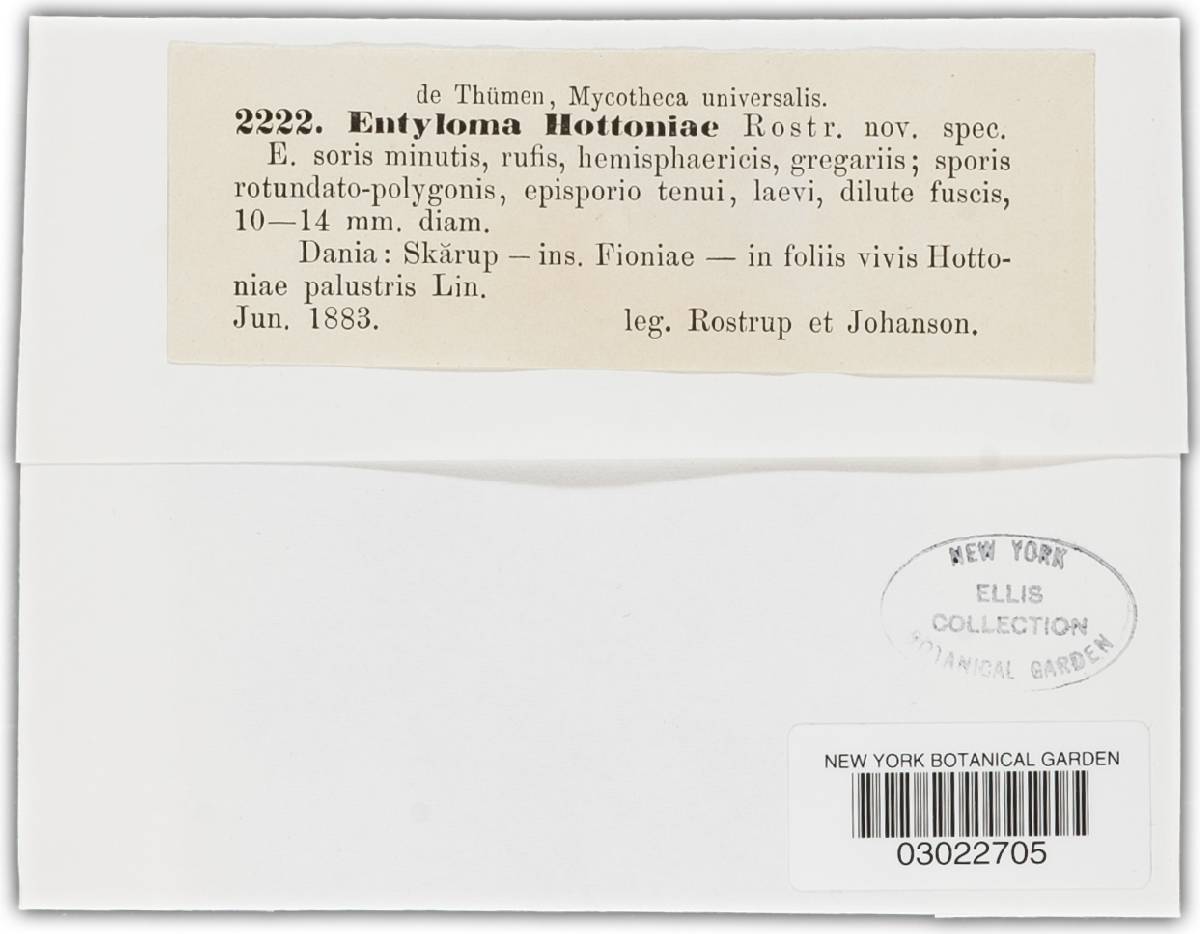 de Thümen, Mycotheca universalis.
2222. Entyloma Hottoniae Rostr. nov. spec.
E. soris minutis, rufis, hemisphaericis, gregariis; sporis
rotundato-polygonis, episporio tenui, laevi, dilute fuscis,
10—14 mm. diam.
Dania: Skărup — ins. Fioniae — in foliis vivis Hotto-
niae palustris Lin.
Jun. 1883. leg. Rostrup et Johanson.
NEW YORK
ELLIS
COLLECTION
BOTANICAL GARDEN
NEW YORK BOTANICAL GARDEN
03022705